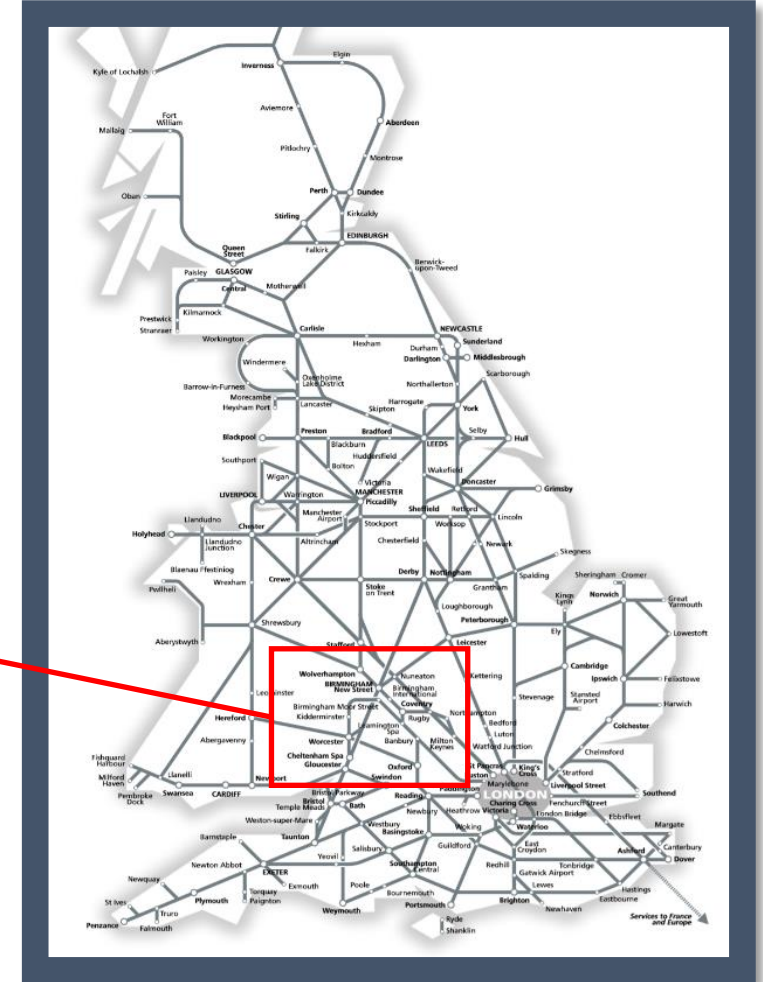 Elgin
Inverness
Kyle of Lochalsh
Aviemore
Fort
William
Mallaig
Aberdeen
Pitlochry
Montrose
Oban
Perth
Dundee
Stirling
Kirkcaldy
EDINBURGH
Queen
Street
Falkirk
Berwick-
upon-Tweed
Paisley
GLASGOW
Central
Motherwell
Prestwick
Kilmarnock
Stranraer
Carlisle
NEWCASTLE
Workington
Hexham
Durham
Sunderland
Darlington
Middlesbrough
Windermere
Scarborough
Oxenholme
Lake District
Northallerton
Barrow-in-Furness
Morecambe
Heysham Port
Lancaster
Harrogate
York
Skipton
Preston
Bradford
Selby
Blackpool
Blackburn
LEEDS
Hull
Huddersfield
Southport
Bolton
Wakefield
Wigan
Victoria
Doncaster
MANCHESTER
Piccadilly
LIVERPOOL
Warrington
Grimsby
Manchester
Airport
Sheffield
Retford
Llandudno
Stockport
Worksop
Lincoln
Holyhead
Chester
Llandudno
Junction
Altrincham
Chesterfield
Newark
Skegness
Blaenau Ffestiniog
Derby
Nottingham
Wrexham
Crewe
Stoke
on Trent
Grantham
Spalding
Sheringham
Cromer
Pwllheli
Kings
Lynn
Norwich
Great
Yarmouth
Loughborough
Shrewsbury
Peterborough
Ely
Lowestoft
Aberystwyth
Stafford
Leicester
Wolverhampton
Nuneaton
Cambridge
BIRMINGHAM
New Street
Birmingham
International
Kettering
Ipswich
Felixstowe
Leominster
Coventry
Stevenage
Stansted
Airport
Birmingham Moor Street
Harwich
Kidderminster
Rugby
Northampton
Hereford
Leamington
Spa
Bedford
Colchester
Abergavenny
Worcester
Banbury
Milton
Keynes
Luton
Watford Junction
Chelmsford
Cheltenham Spa
Gloucester
Oxford
St Pancras
King's
Cross
Fishguard
Harbour
Swindon
Euston
Stratford
Milford
Haven
Llanelli
Newport
Marylebone
Liverpool Street
Pembroke
Dock
Swansea
CARDIFF
Bristol Parkway
Paddington
LONDON
Southend
Bristol
Temple Meads
Bath
Reading
Newbury
Heathrow
Victoria
Charing Cross
Fenchurch Street
London Bridge
Ebbsfleet
Weston-super-Mare
Westbury
Basingstoke
Woking
Waterloo
Margate
Barnstaple
Taunton
Salisbury
Guildford
East
Croydon
Ashford
Canterbury
Dover
Newton Abbot
Yeovil
Southampton
Central
Redhill
Tonbridge
Gatwick Airport
EXETER
Newquay
Exmouth
Poole
Lewes
Hastings
Torquay
Paignton
Bournemouth
Eastbourne
St Ives
Plymouth
Weymouth
Portsmouth
Brighton
Newhaven
Truro
Penzance
Falmouth
Ryde
Shanklin
Services to France
and Europe